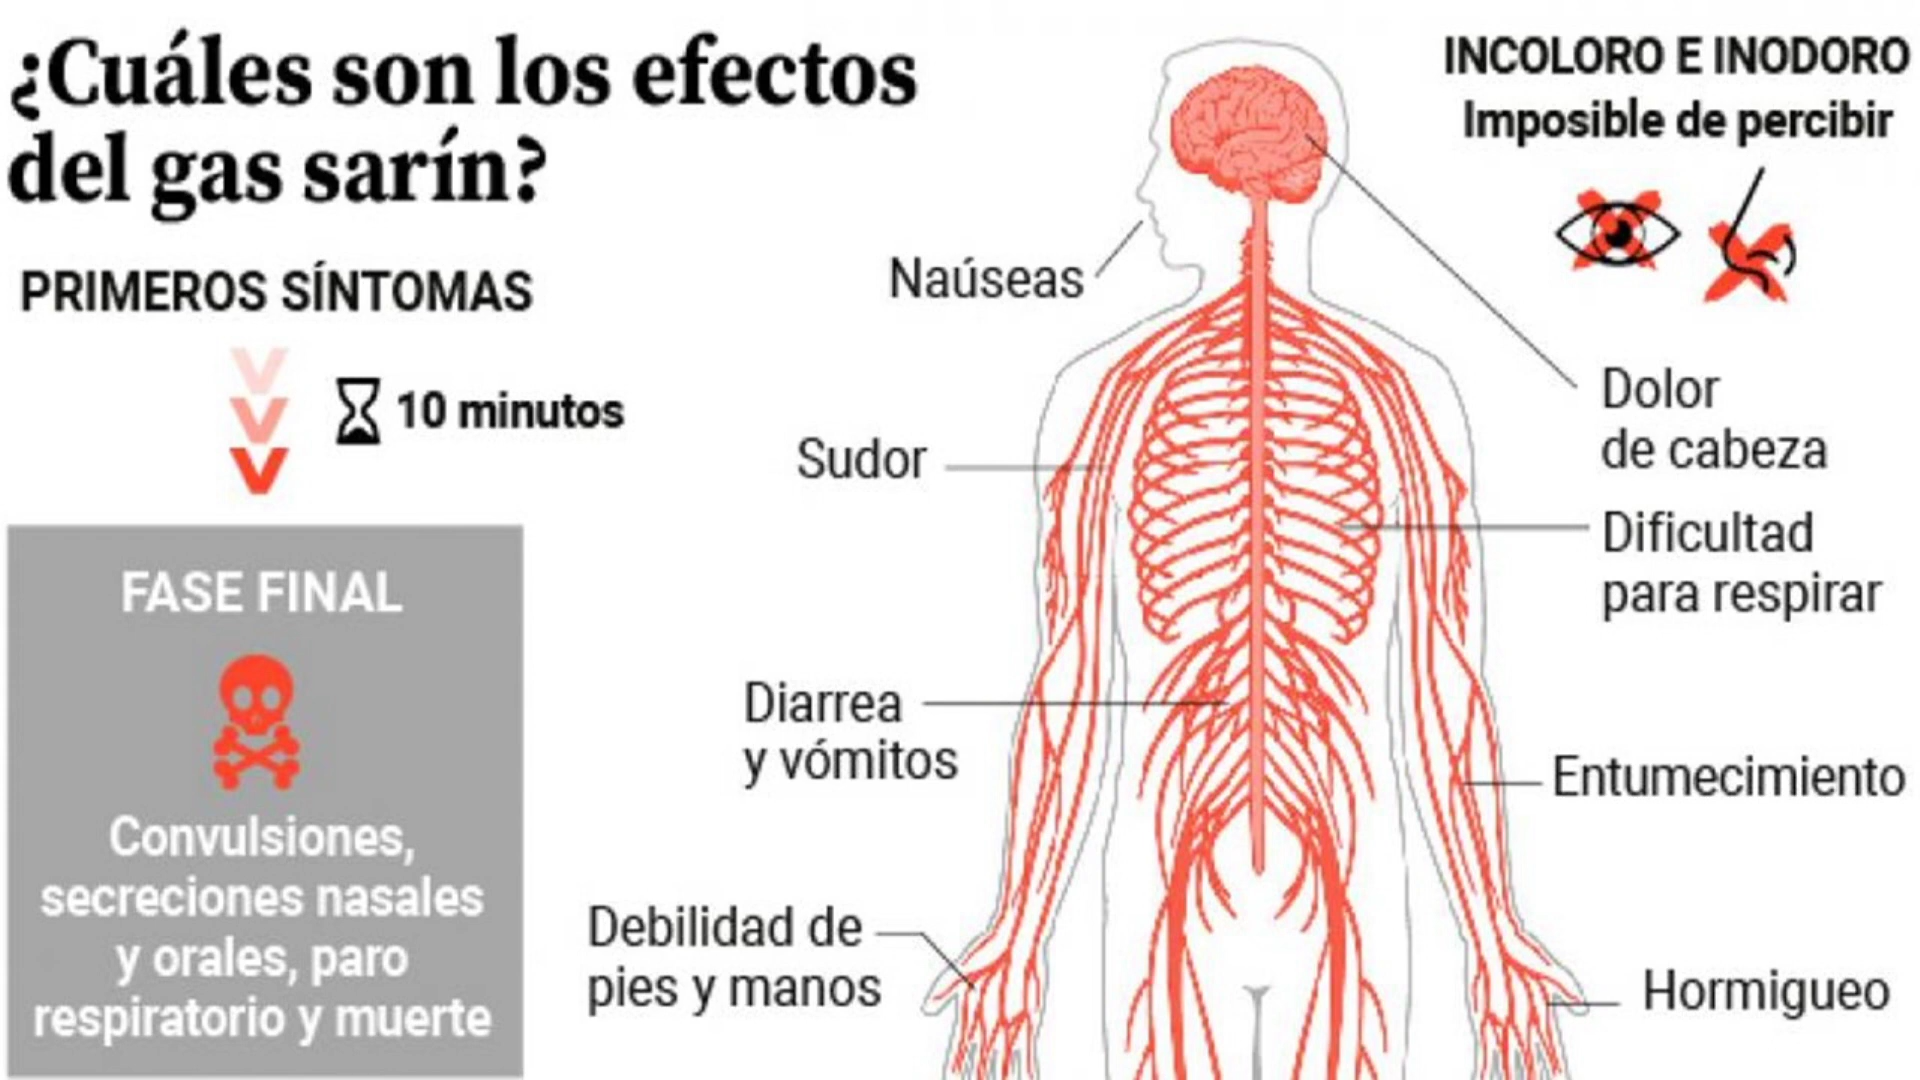 ¿Cuáles son los efectos
del gas sarín?
PRIMEROS SÍNTOMAS
10 minutos
FASE FINAL
Convulsiones,
secreciones nasales
y orales, paro
respiratorio y muerte
INCOLORO E INODORO
Imposible de percibir
Naúseas
Sudor
Diarrea
y vómitos
Debilidad de
pies y manos
Dolor
de cabeza
Dificultad
para respirar
Entumecimiento
Hormigueo